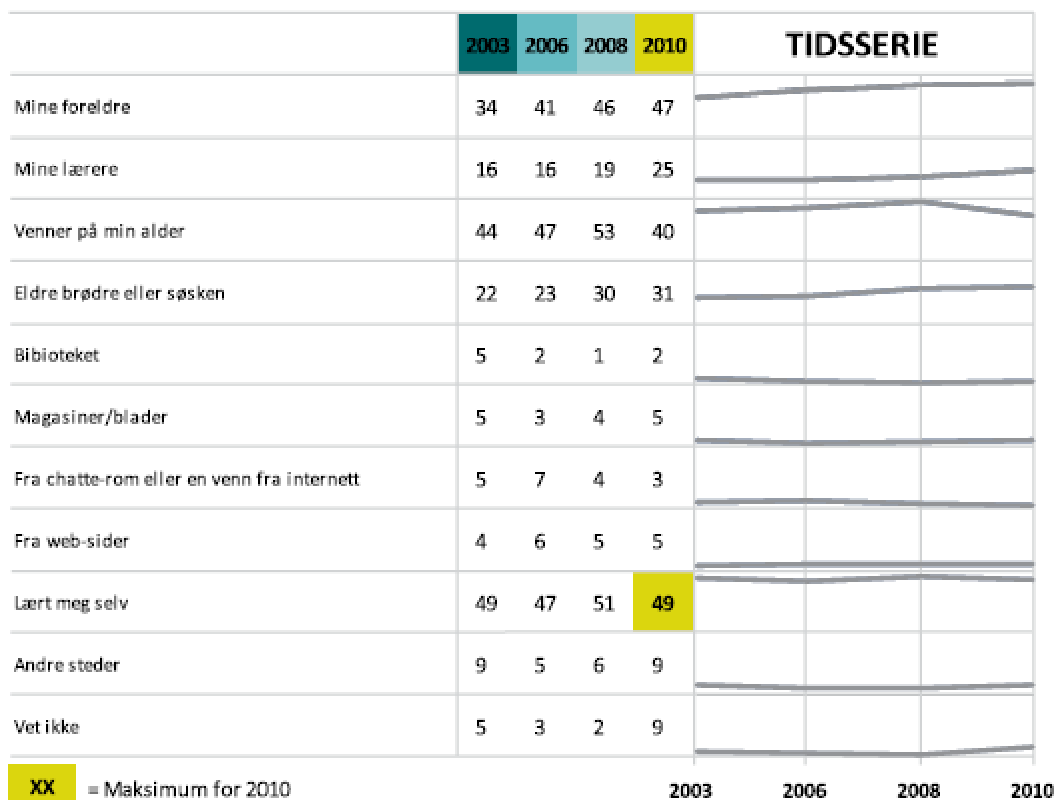 2003 2006 2008 2010 TIDSSERIE
Mine foreldre 34 41 46 47
Mine lærere 16 16 19 25
Venner på min alder 44 47 53 40
Eldre brødre eller søsken 22 23 30 31
Bibioteket 5 2 1 2
Magasiner/blader 5 3 4 5
Fra chatte-rom eller en venn fra internett 5 7 4 3
Fra web-sider 4 6 5 5
Lært meg selv 49 47 51 49
Andre steder 9 5 6 9
Vet ikke 5 3 2 9
XX = Maksimum for 2010 2003 2006 2008 2010